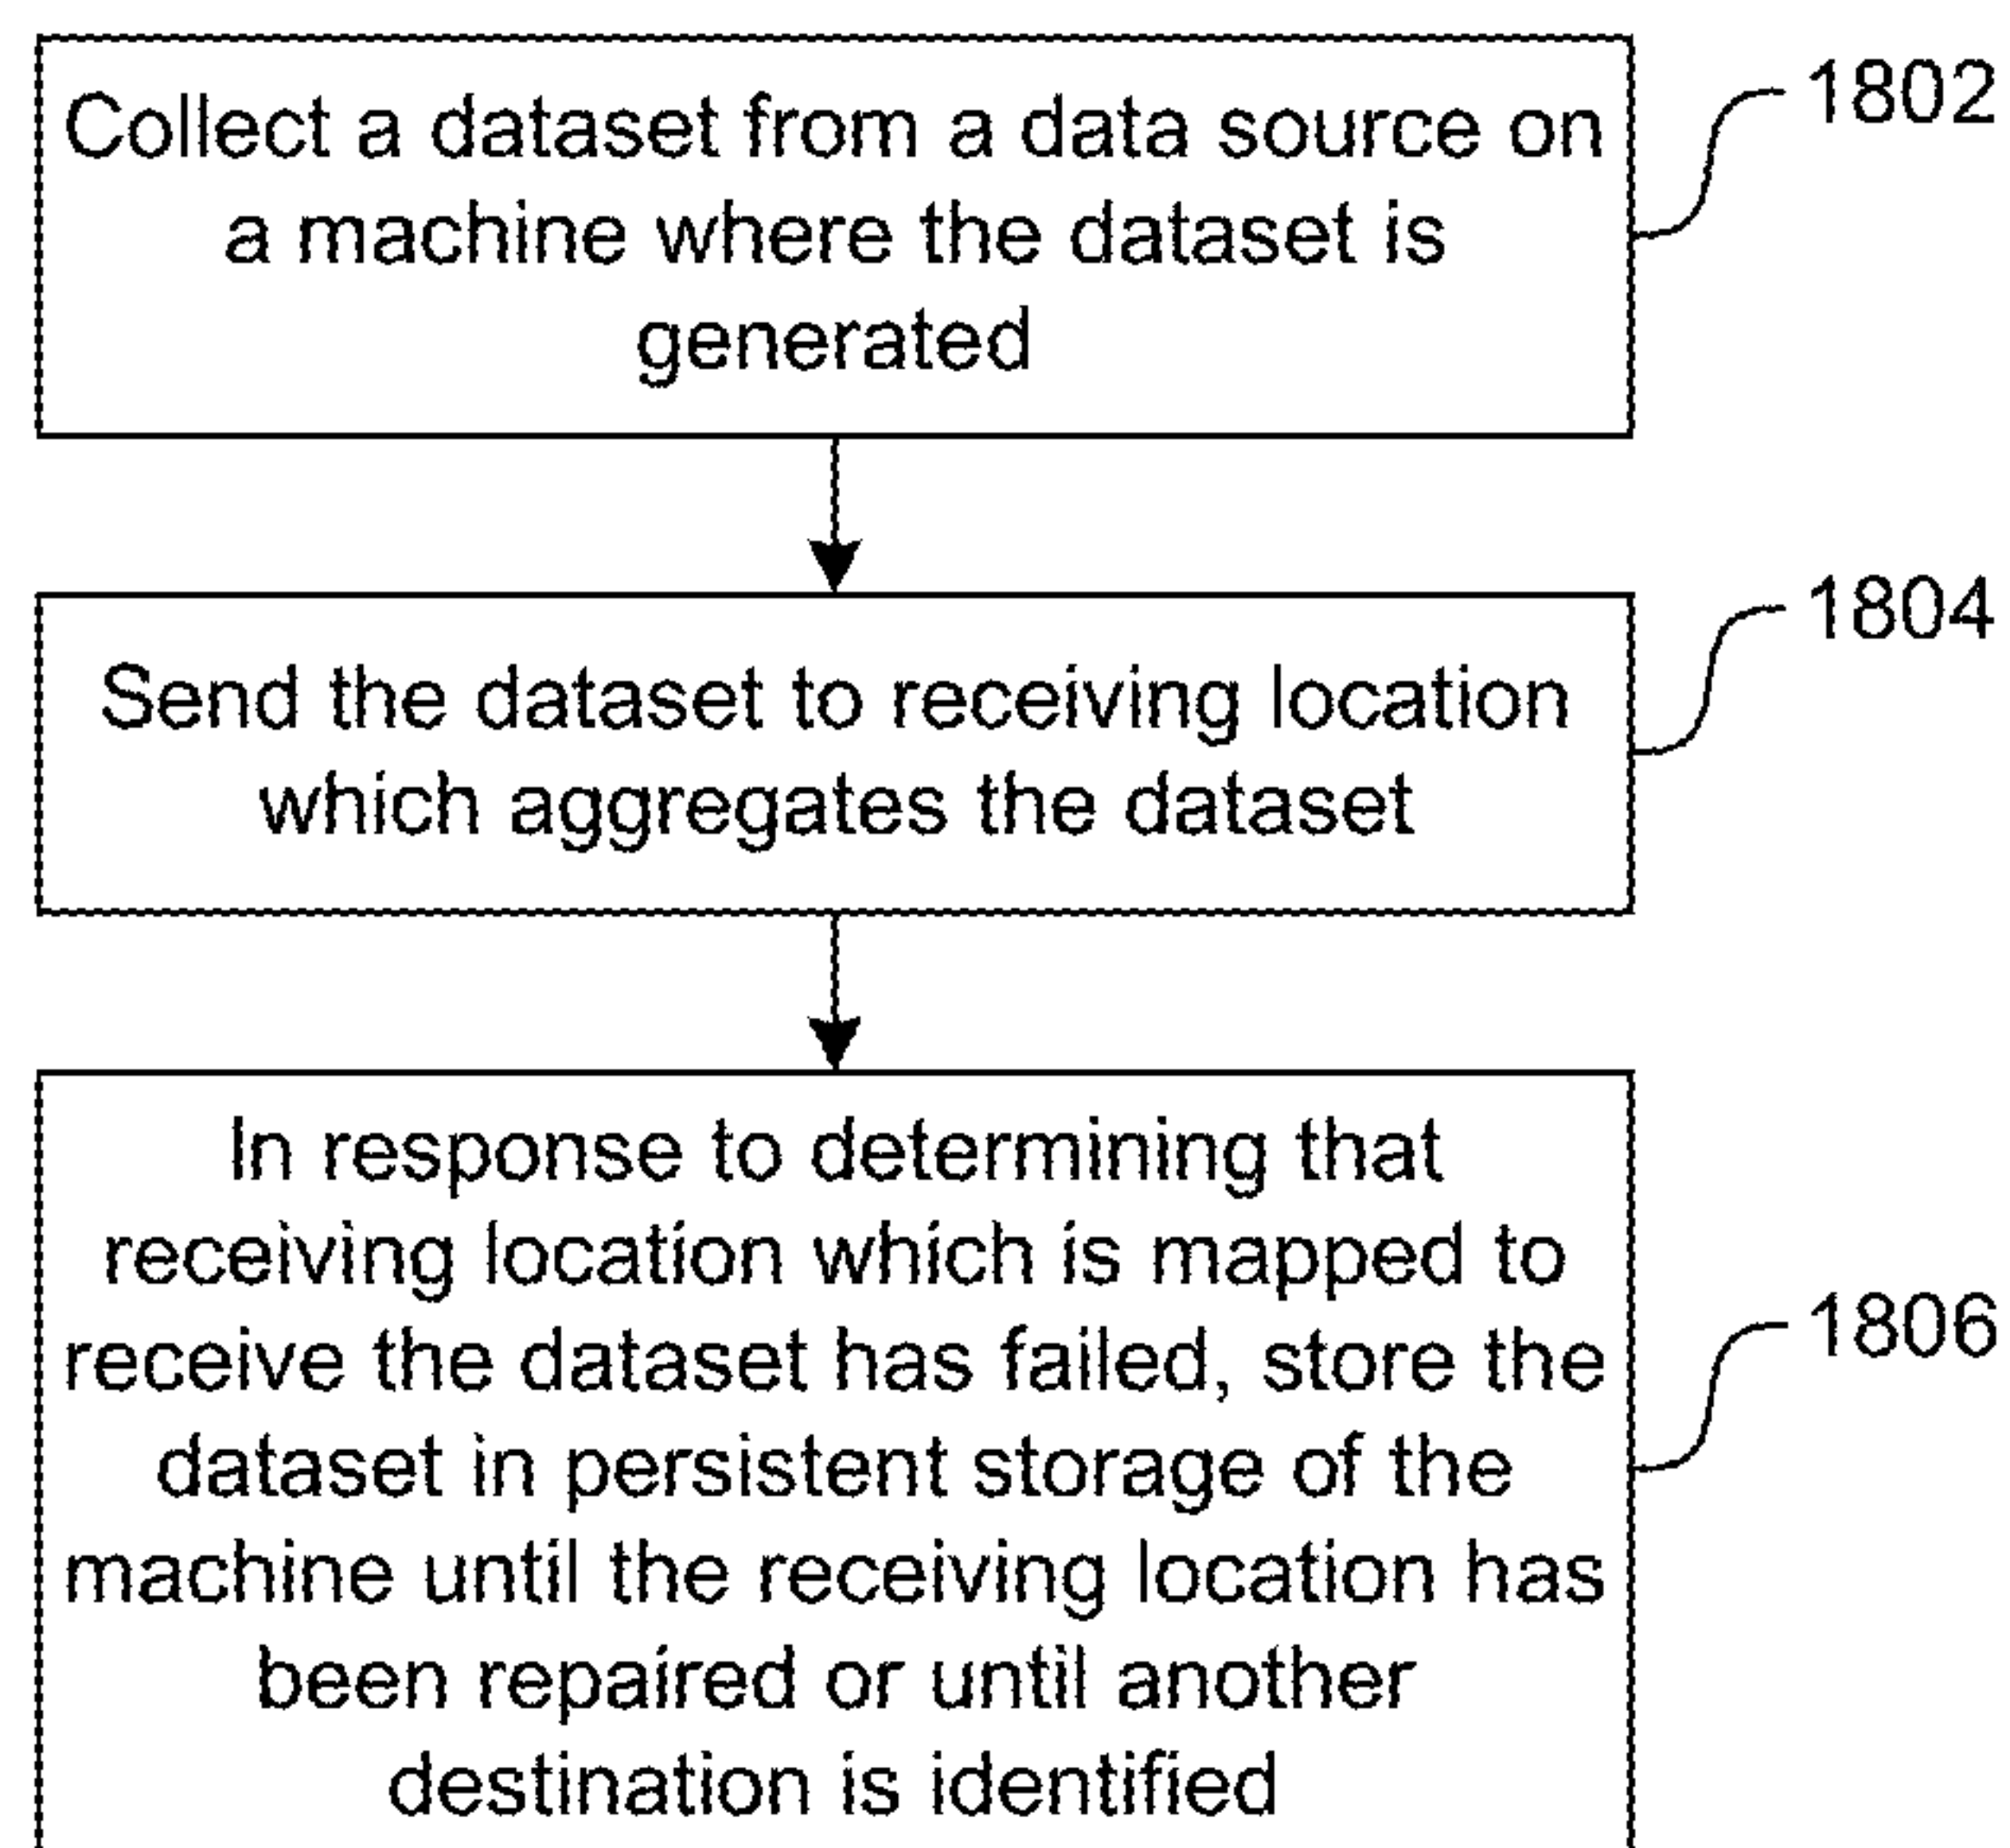 Collect a dataset from a data source on
a machine where the dataset is
generated
1802
Send the dataset to receiving location
which aggregates the dataset
1804
In response to determining that
receiving location which is mapped to
receive the dataset has failed, store the
dataset in persistent storage of the
machine until the receiving location has
been repaired or until another
destination is identified
1806